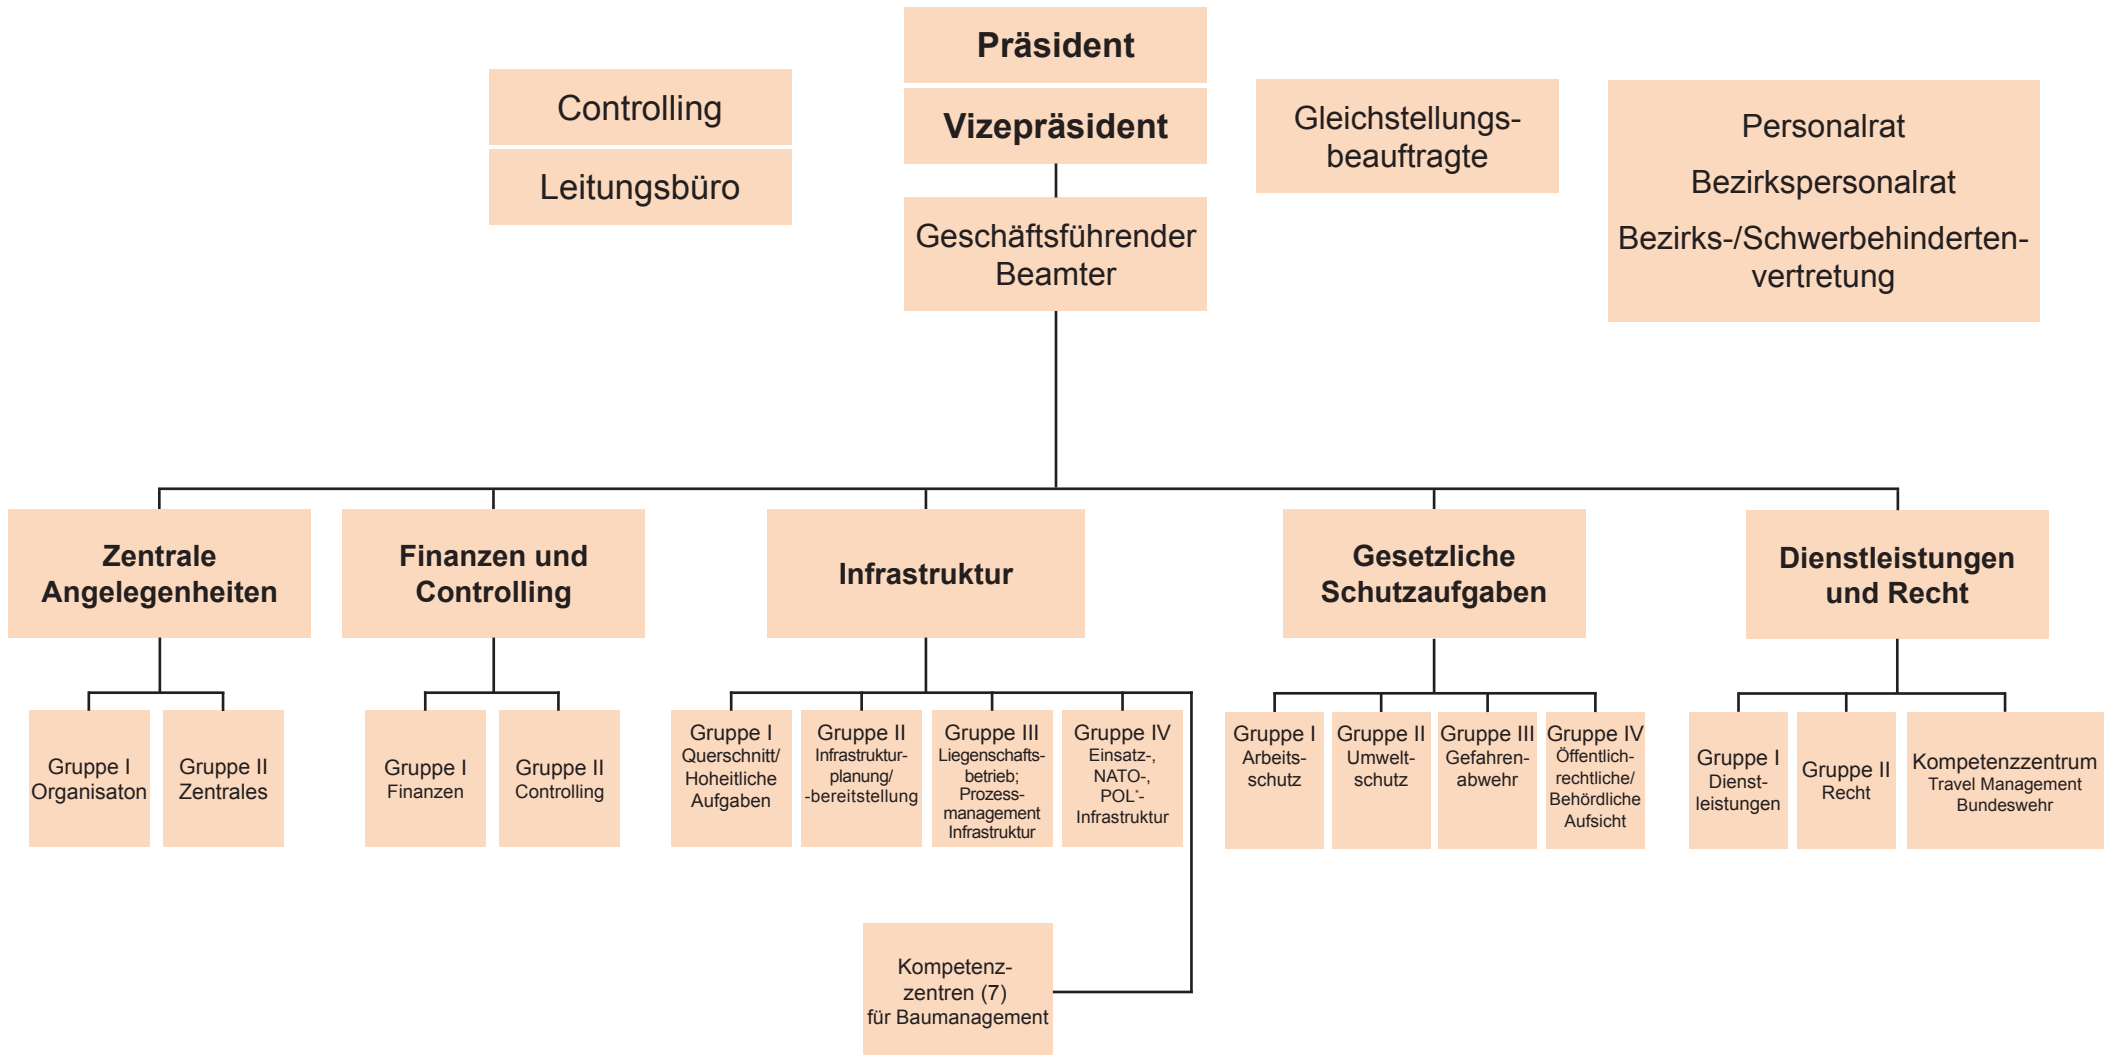 Präsident
Vizepräsident
Controlling
Leitungsbüro
Geschäftsführender
Beamter
Gleichstellungs-
beauftragte
Personalrat
Bezirkspersonalrat
Bezirks-/Schwerbehinderten-
vertretung
Zentrale
Angelegenheiten
Finanzen und
Controlling
Infrastruktur
Gesetzliche
Schutzaufgaben
Dienstleistungen
und Recht
Gruppe I
Organisaton
Gruppe II
Zentrales
Gruppe I
Finanzen
Gruppe II
Controlling
Gruppe I
Querschnitt/
Hoheitliche
Aufgaben
Gruppe II
Infrastruktur-
planung/
-bereitstellung
Gruppe III
Liegenschafts-
betrieb;
Prozess-
management
Infrastruktur
Gruppe IV
Einsatz-,
NATO-,
POL*-
Infrastruktur
Gruppe I
Arbeits-
schutz
Gruppe II
Umwelt-
schutz
Gruppe III
Gefahren-
abwehr
Gruppe IV
Öffentlich-
rechtliche/
Behördliche
Aufsicht
Gruppe I
Dienst-
leistungen
Gruppe II
Recht
Kompetenzzentrum
Travel Management
Bundeswehr
Kompetenz-
zentren (7)
für Baumanagement